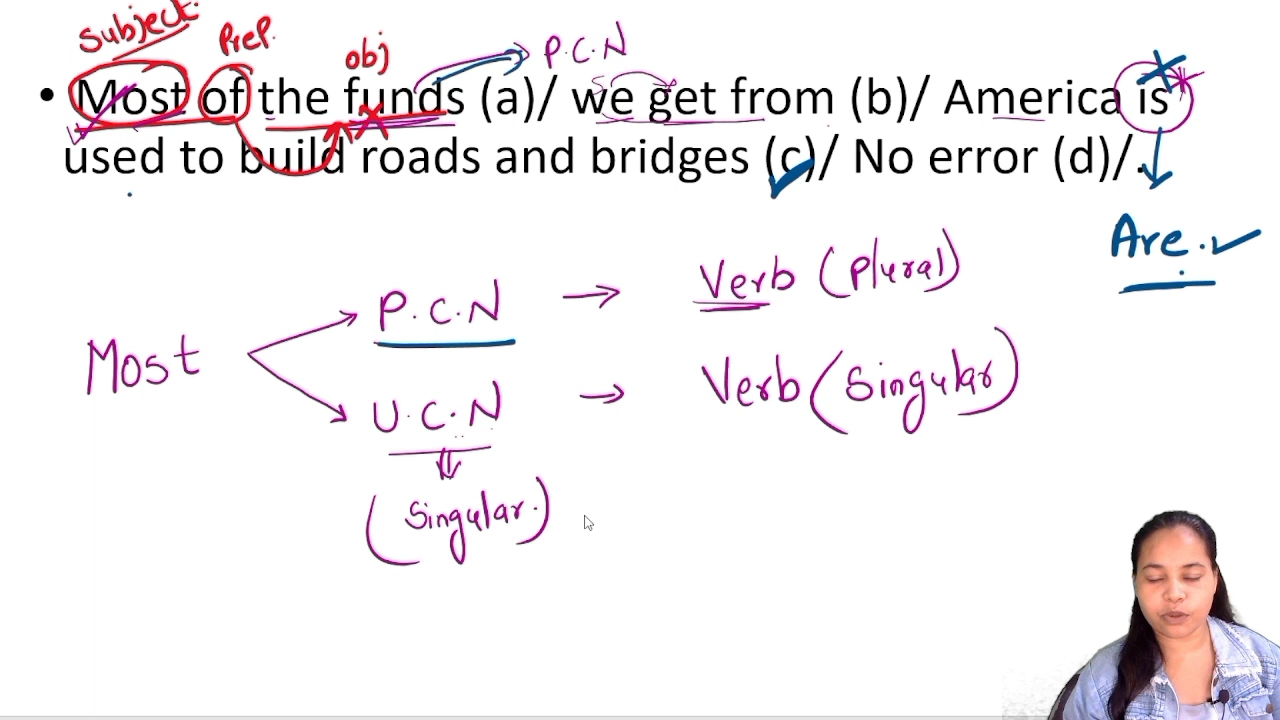 Subject.
Prep.
obj
P.C.N
• Most of the funds (a)/ we get from (b)/ America is
used to build roads and bridges (c)/ No error (d)/.
Are.
Most
P.C.N → Verb (Plural)
U.C.N → Verb (Singular)
(Singular.)